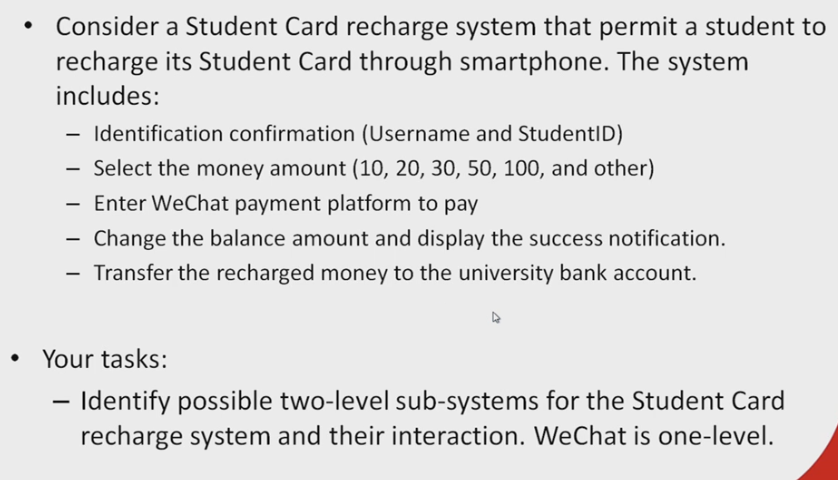 • Consider a Student Card recharge system that permit a student to
recharge its Student Card through smartphone. The system
includes:
– Identification confirmation (Username and StudentID)
– Select the money amount (10, 20, 30, 50, 100, and other)
– Enter WeChat payment platform to pay
– Change the balance amount and display the success notification.
– Transfer the recharged money to the university bank account.
• Your tasks:
– Identify possible two-level sub-systems for the Student Card
recharge system and their interaction. WeChat is one-level.